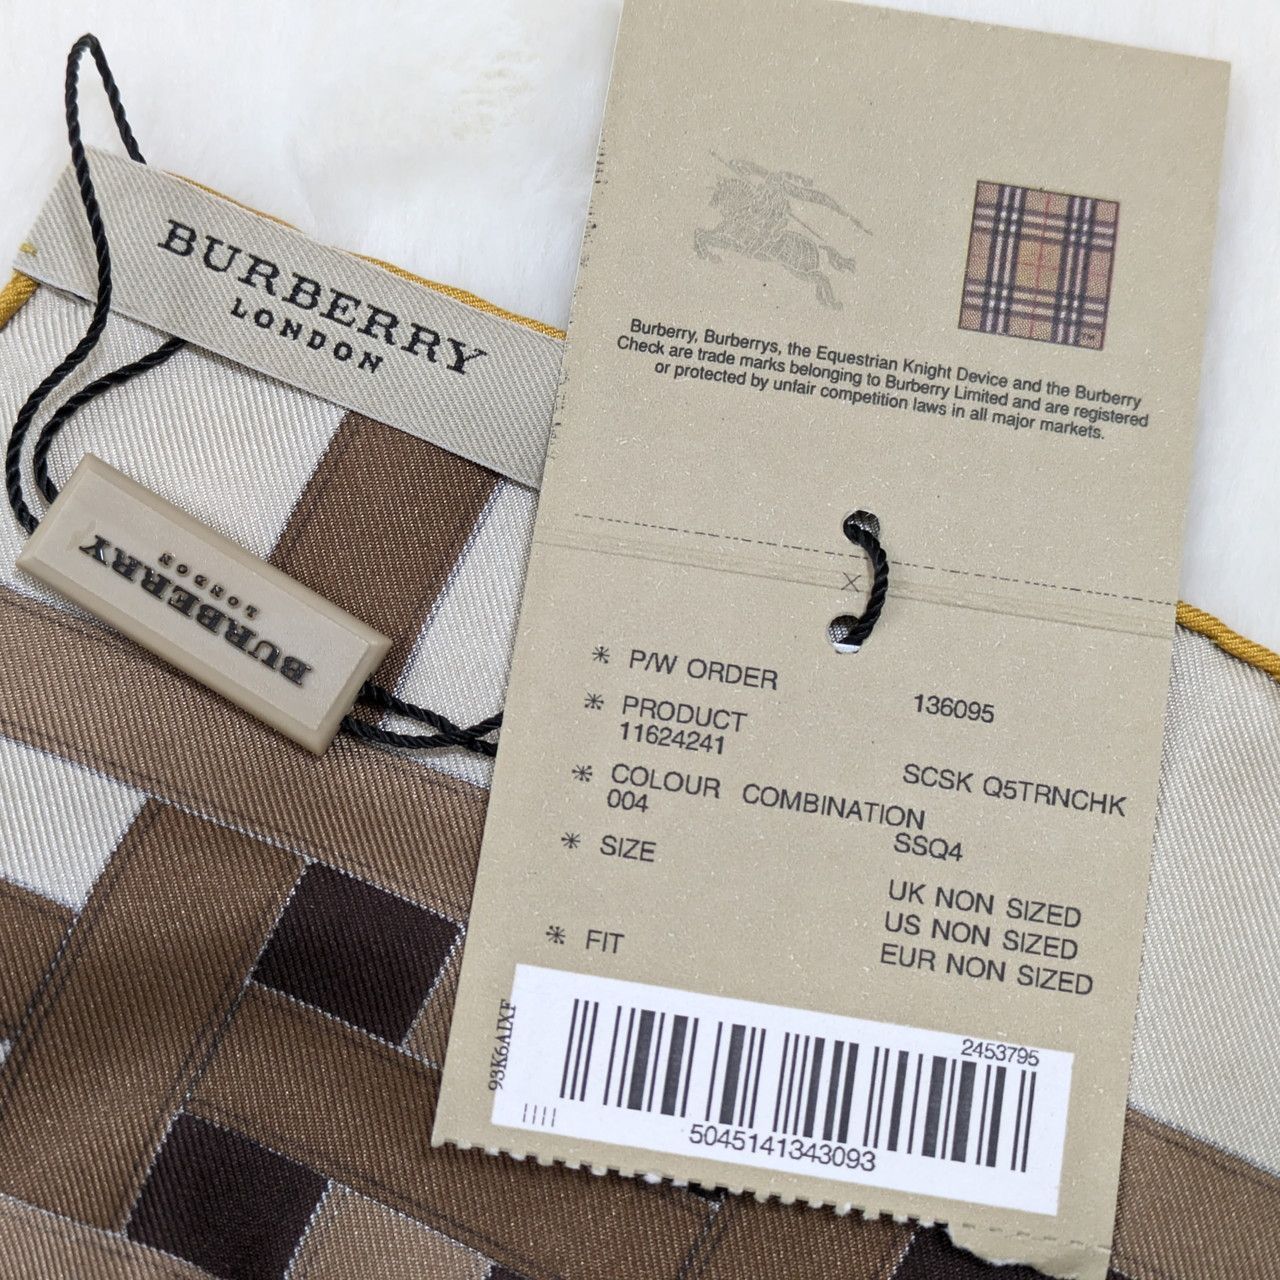 BURBERRY
LONDON
BURBERRY
LONDON
Burberry, Burberrys, the Equestrian Knight Device and the Burberry
Check are trade marks belonging to Burberry Limited and are registered
or protected by unfair competition laws in all major markets.
X
* P/W ORDER 136095
* PRODUCT
11624241 SCSK Q5TRNCHK
* COLOUR COMBINATION
004 SSQ4
* SIZE UK NON SIZED
US NON SIZED
EUR NON SIZED
* FIT
93K6AIXF
2453795
5045141343093